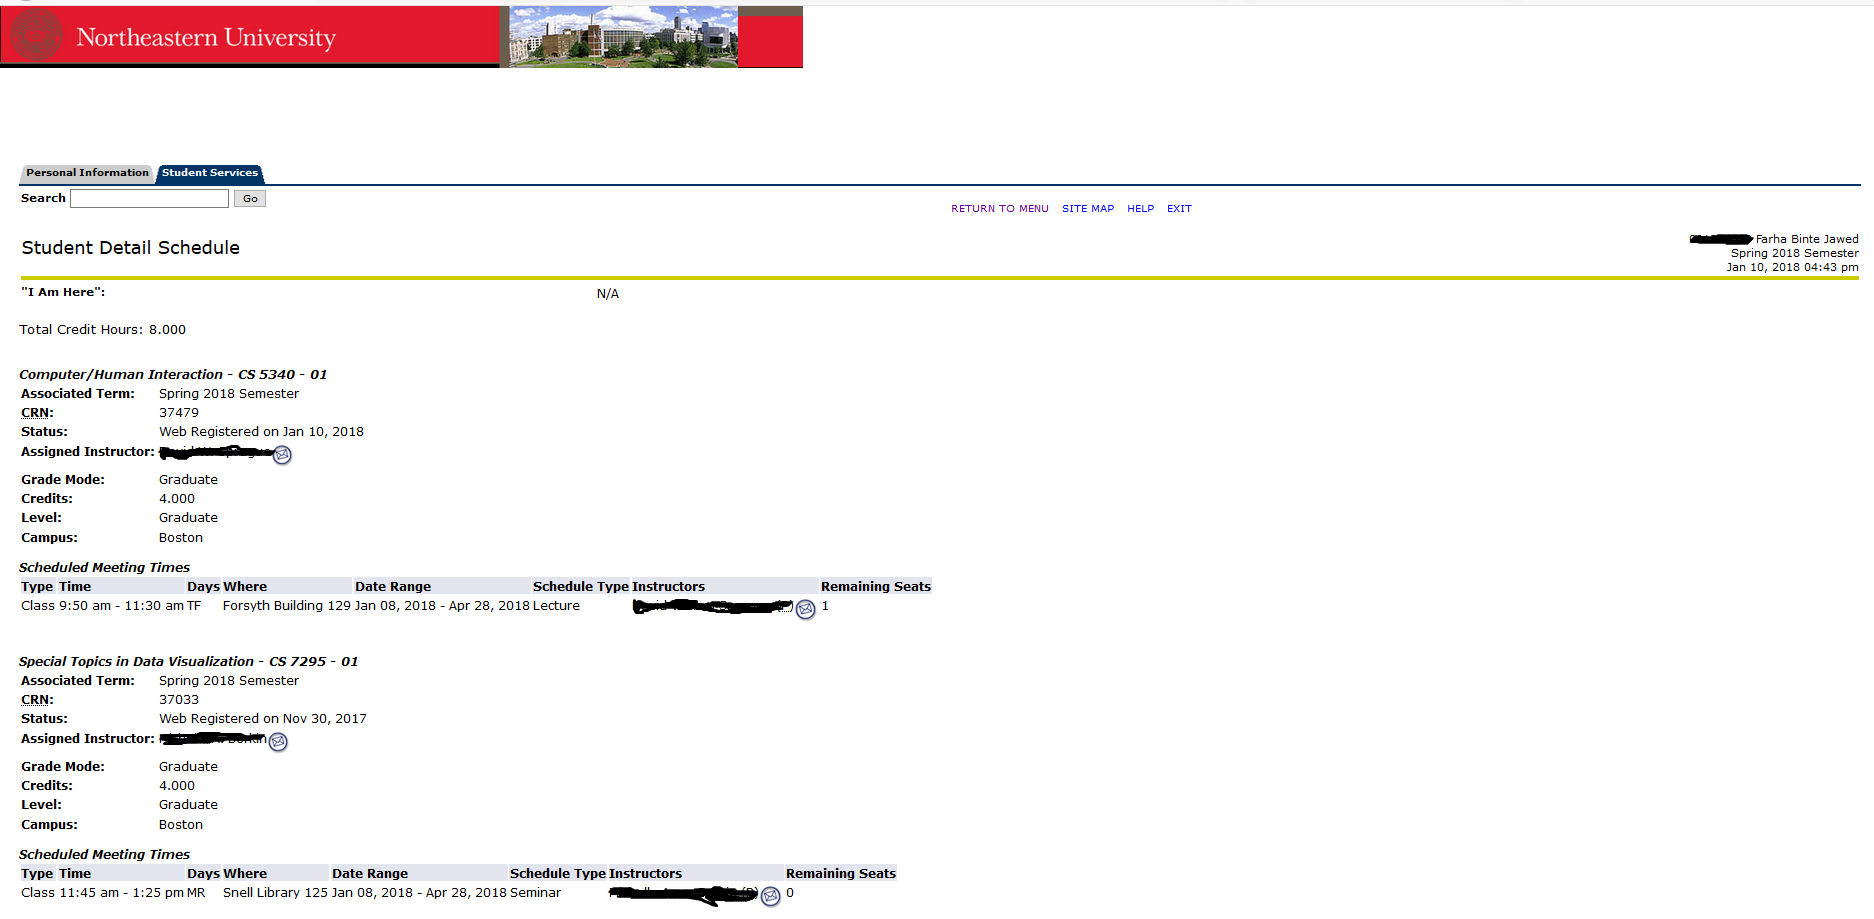 Northeastern University
Personal Information Student Services
Search Go
RETURN TO MENU SITE MAP HELP EXIT
Student Detail Schedule
Farha Binte Jawed
Spring 2018 Semester
Jan 10, 2018 04:43 pm
"I Am Here": N/A
Total Credit Hours: 8.000
Computer/Human Interaction - CS 5340 - 01
Associated Term: Spring 2018 Semester
CRN: 37479
Status: Web Registered on Jan 10, 2018
Assigned Instructor:
Grade Mode: Graduate
Credits: 4.000
Level: Graduate
Campus: Boston
Scheduled Meeting Times
Type Time Days Where Date Range Schedule Type Instructors Remaining Seats
Class 9:50 am - 11:30 am TF Forsyth Building 129 Jan 08, 2018 - Apr 28, 2018 Lecture 1
Special Topics in Data Visualization - CS 7295 - 01
Associated Term: Spring 2018 Semester
CRN: 37033
Status: Web Registered on Nov 30, 2017
Assigned Instructor:
Grade Mode: Graduate
Credits: 4.000
Level: Graduate
Campus: Boston
Scheduled Meeting Times
Type Time Days Where Date Range Schedule Type Instructors Remaining Seats
Class 11:45 am - 1:25 pm MR Snell Library 125 Jan 08, 2018 - Apr 28, 2018 Seminar 0